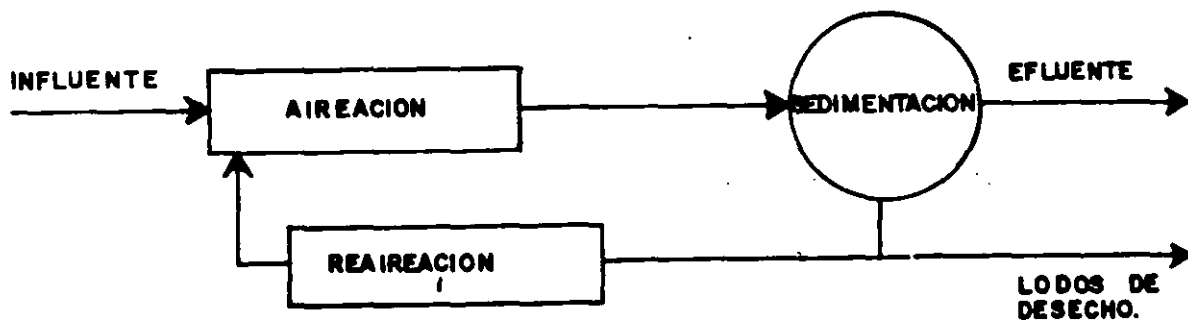 INFLUENTE
AIREACION
SEDIMENTACION
EFLUENTE
REAIREACION
LODOS DE
DESECHO.